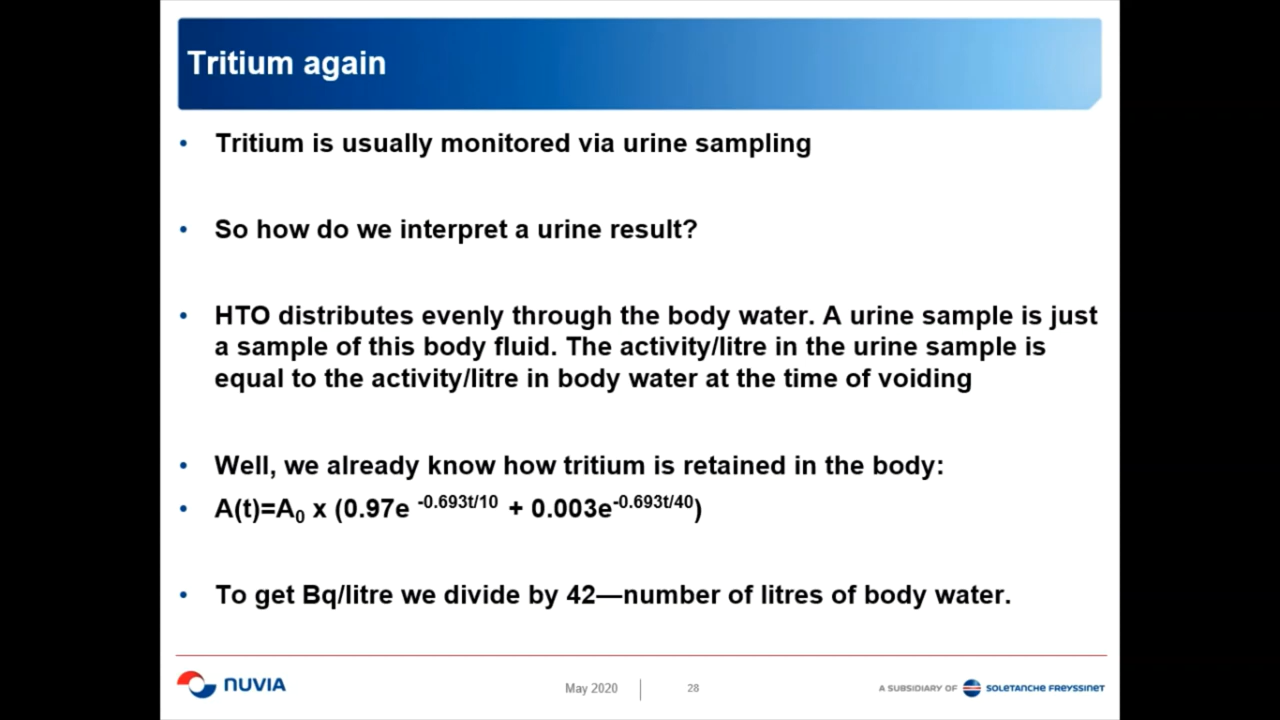 Tritium again
• Tritium is usually monitored via urine sampling
• So how do we interpret a urine result?
• HTO distributes evenly through the body water. A urine sample is just
a sample of this body fluid. The activity/litre in the urine sample is
equal to the activity/litre in body water at the time of voiding
• Well, we already know how tritium is retained in the body:
• A(t)=A₀ x (0.97e ^-0.693t/10 + 0.003e^-0.693t/40)
• To get Bq/litre we divide by 42—number of litres of body water.
NUVIA
May 2020
28
A SUBSIDIARY OF SOLETANCHE FREYSSINET